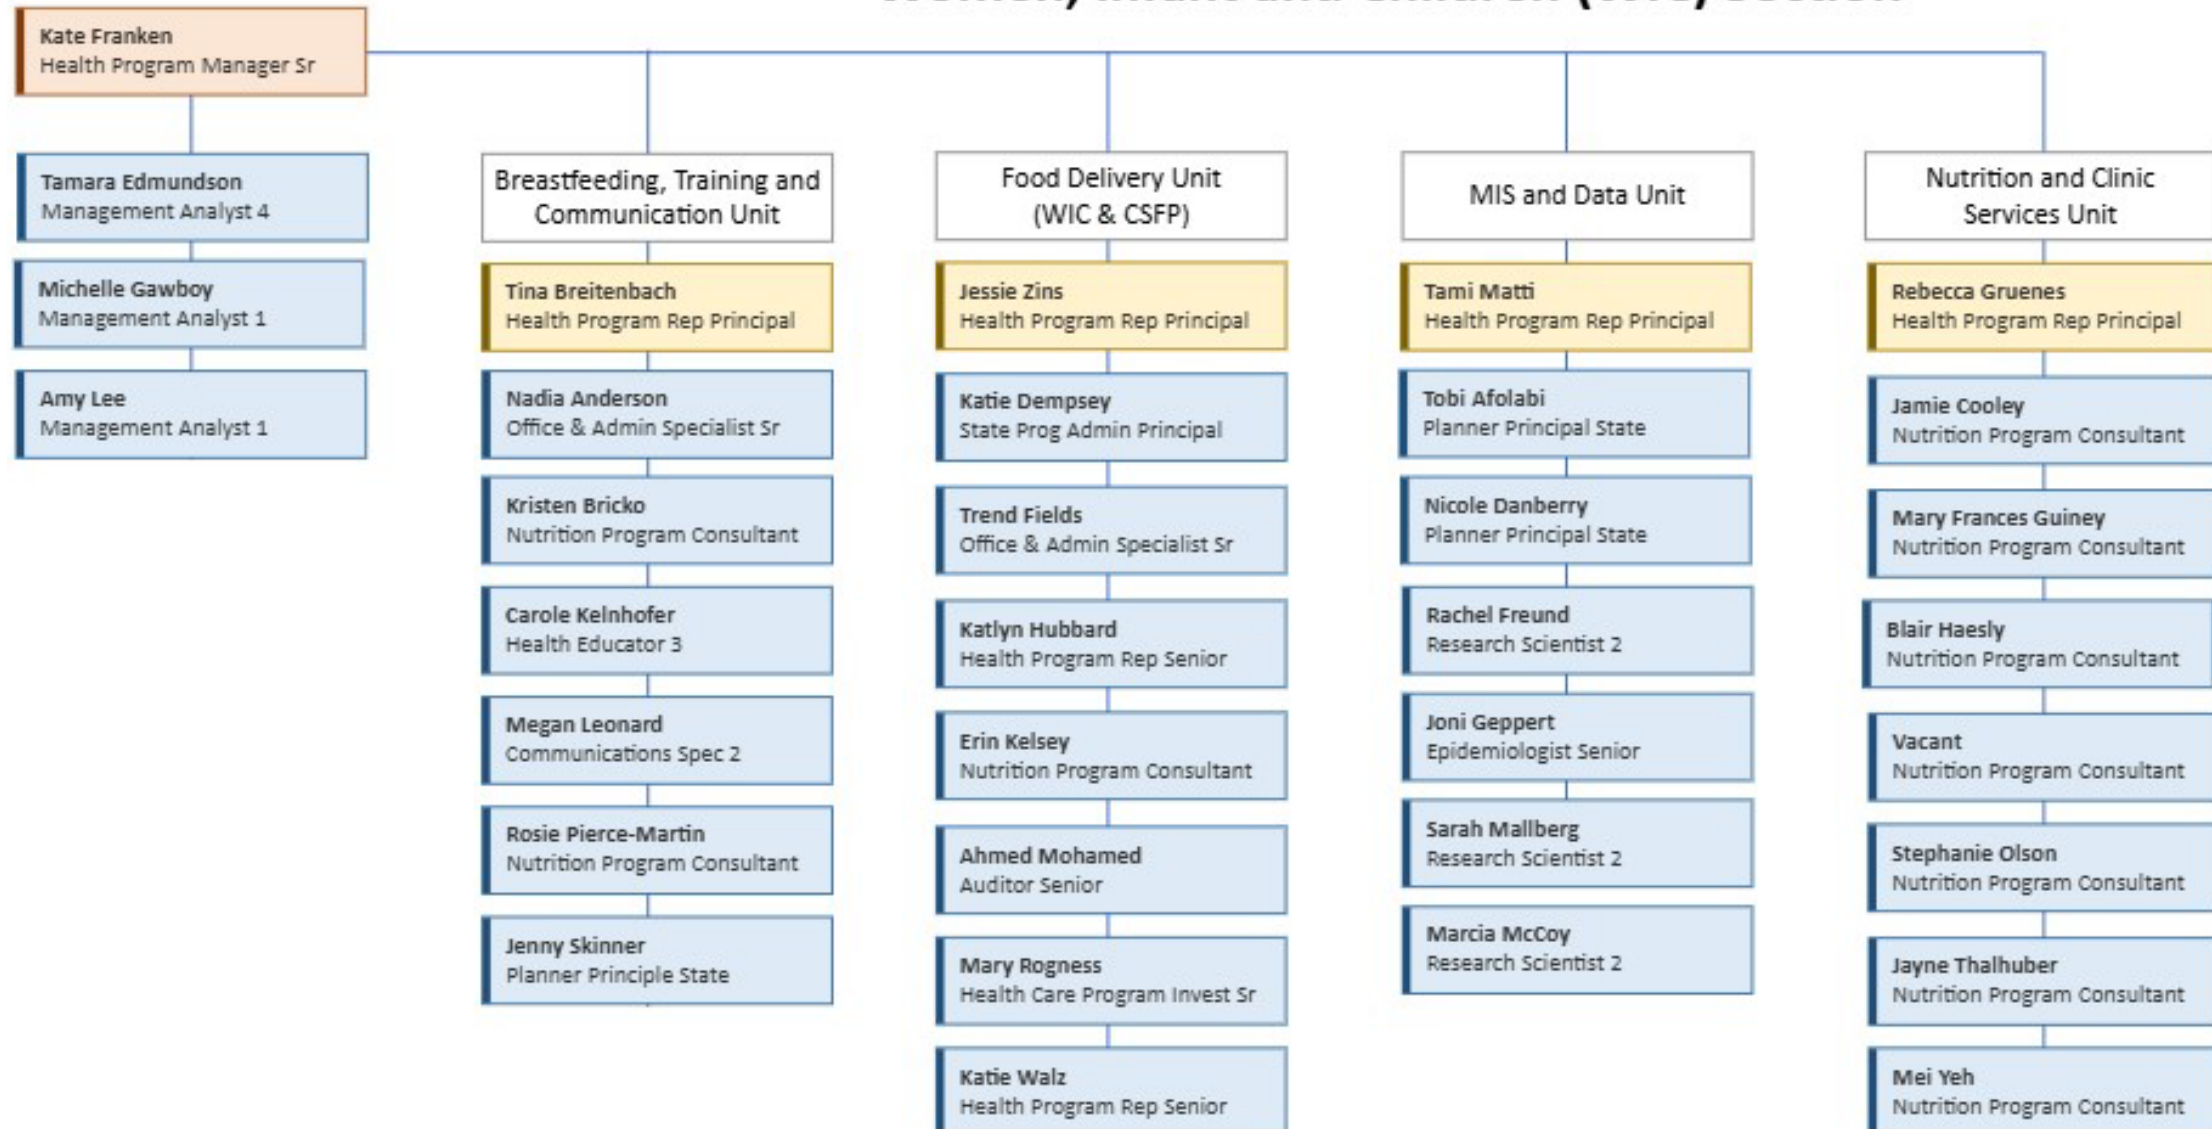 Women, Infant and Children (WIC) Section
Kate Franken
Health Program Manager Sr
Tamara Edmundson
Management Analyst 4
Michelle Gawboy
Management Analyst 1
Amy Lee
Management Analyst 1
Breastfeeding, Training and
Communication Unit
Tina Breitenbach
Health Program Rep Principal
Nadia Anderson
Office & Admin Specialist Sr
Kristen Bricko
Nutrition Program Consultant
Carole Kelnhofer
Health Educator 3
Megan Leonard
Communications Spec 2
Rosie Pierce-Martin
Nutrition Program Consultant
Jenny Skinner
Planner Principle State
Food Delivery Unit
(WIC & CSFP)
Jessie Zins
Health Program Rep Principal
Katie Dempsey
State Prog Admin Principal
Trend Fields
Office & Admin Specialist Sr
Katlyn Hubbard
Health Program Rep Senior
Erin Kelsey
Nutrition Program Consultant
Ahmed Mohamed
Auditor Senior
Mary Rogness
Health Care Program Invest Sr
Katie Walz
Health Program Rep Senior
MIS and Data Unit
Tami Matti
Health Program Rep Principal
Tobi Afolabi
Planner Principal State
Nicole Danberry
Planner Principal State
Rachel Freund
Research Scientist 2
Joni Geppert
Epidemiologist Senior
Sarah Mallberg
Research Scientist 2
Marcia McCoy
Research Scientist 2
Nutrition and Clinic
Services Unit
Rebecca Gruenes
Health Program Rep Principal
Jamie Cooley
Nutrition Program Consultant
Mary Frances Guiney
Nutrition Program Consultant
Blair Haesly
Nutrition Program Consultant
Vacant
Nutrition Program Consultant
Stephanie Olson
Nutrition Program Consultant
Jayne Thalhuber
Nutrition Program Consultant
Mei Yeh
Nutrition Program Consultant